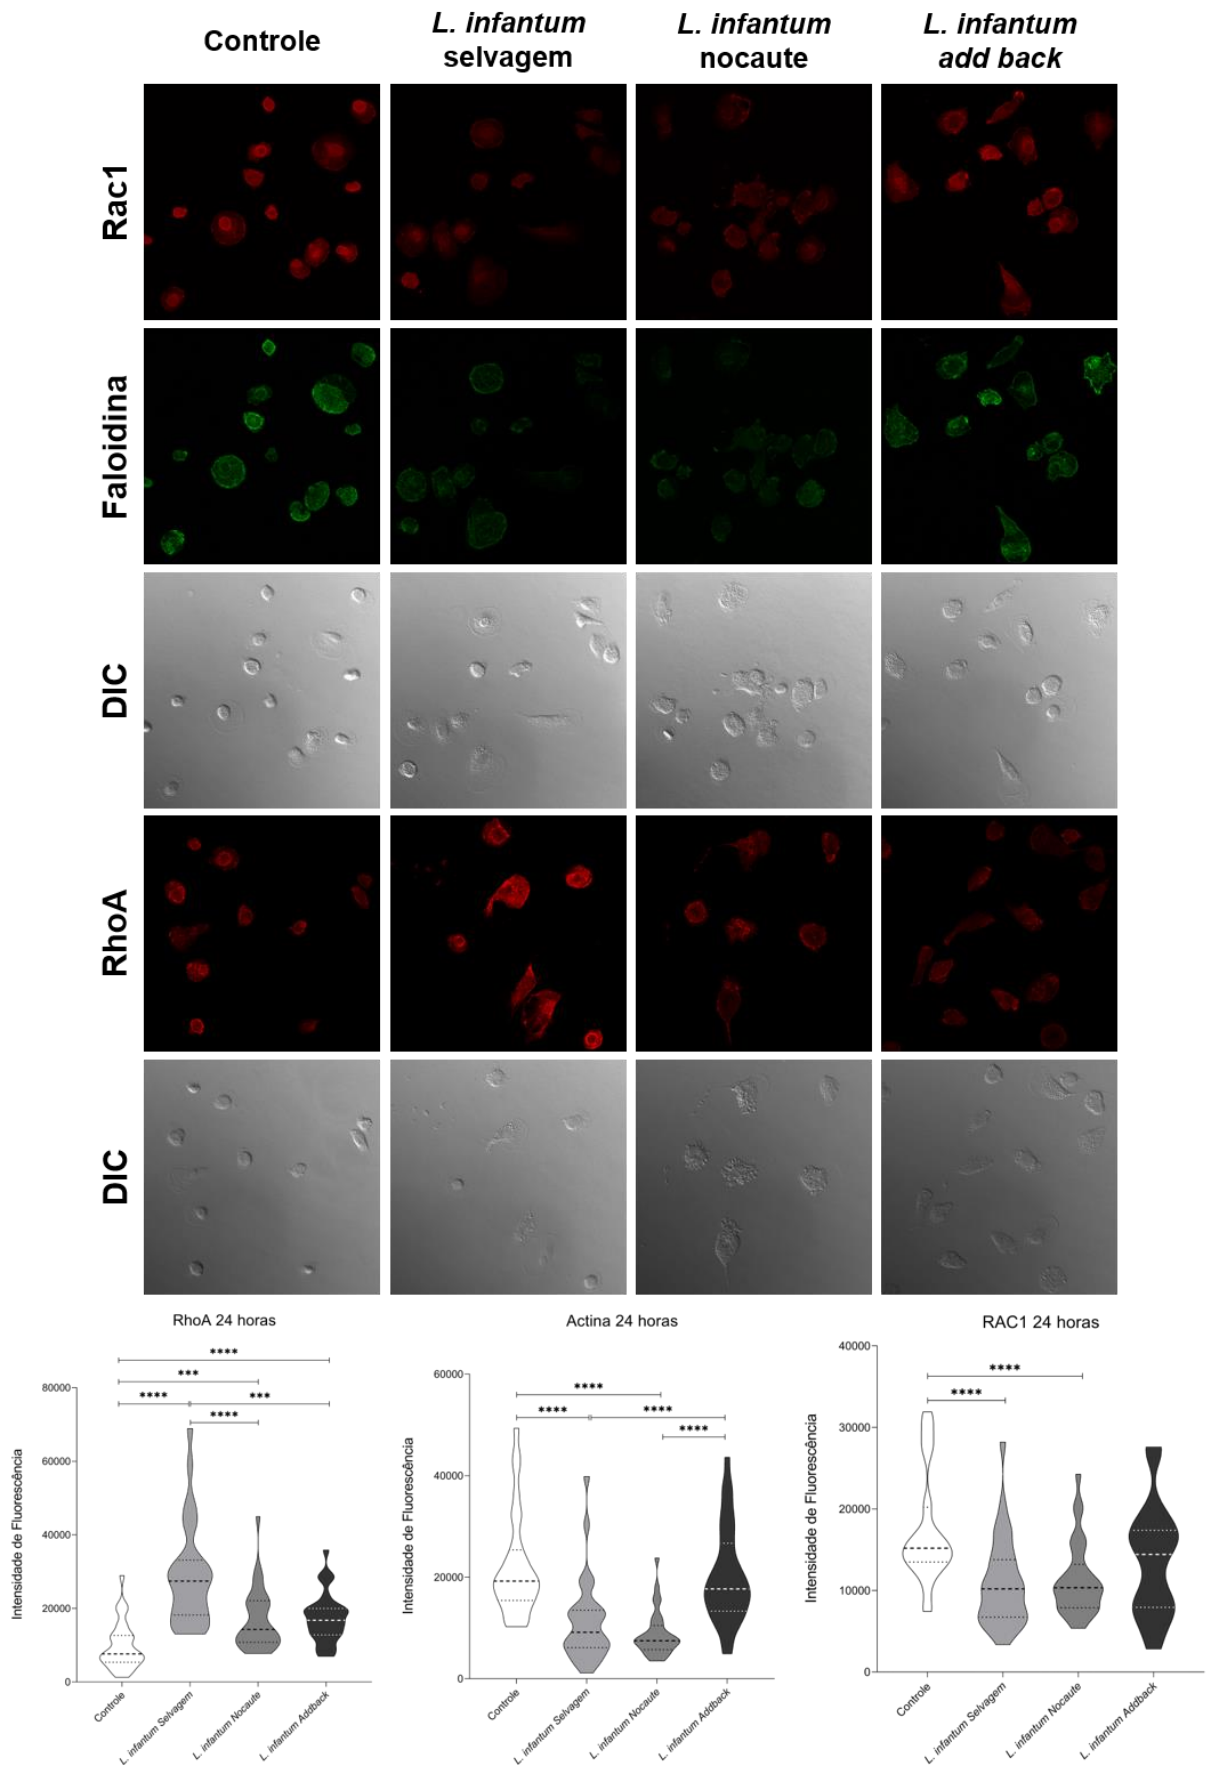 Controle
L. infantum
selvagem
L. infantum
nocaute
L. infantum
add back
Rac1
Faloidina
DIC
RhoA
DIC
RhoA 24 horas
****
***
****
***
****
80000
60000
40000
20000
0
Intensidade de Fluorescência
Controle
L. infantum Selvagem
L. infantum Nocaute
L. infantum Addback
Actina 24 horas
****
****
****
****
60000
40000
20000
0
Intensidade de Fluorescência
Controle
L. infantum Selvagem
L. infantum Nocaute
L. infantum Addback
RAC1 24 horas
****
****
40000
30000
20000
10000
0
Intensidade de Fluorescência
Controle
L. infantum Selvagem
L. infantum Nocaute
L. infantum Addback